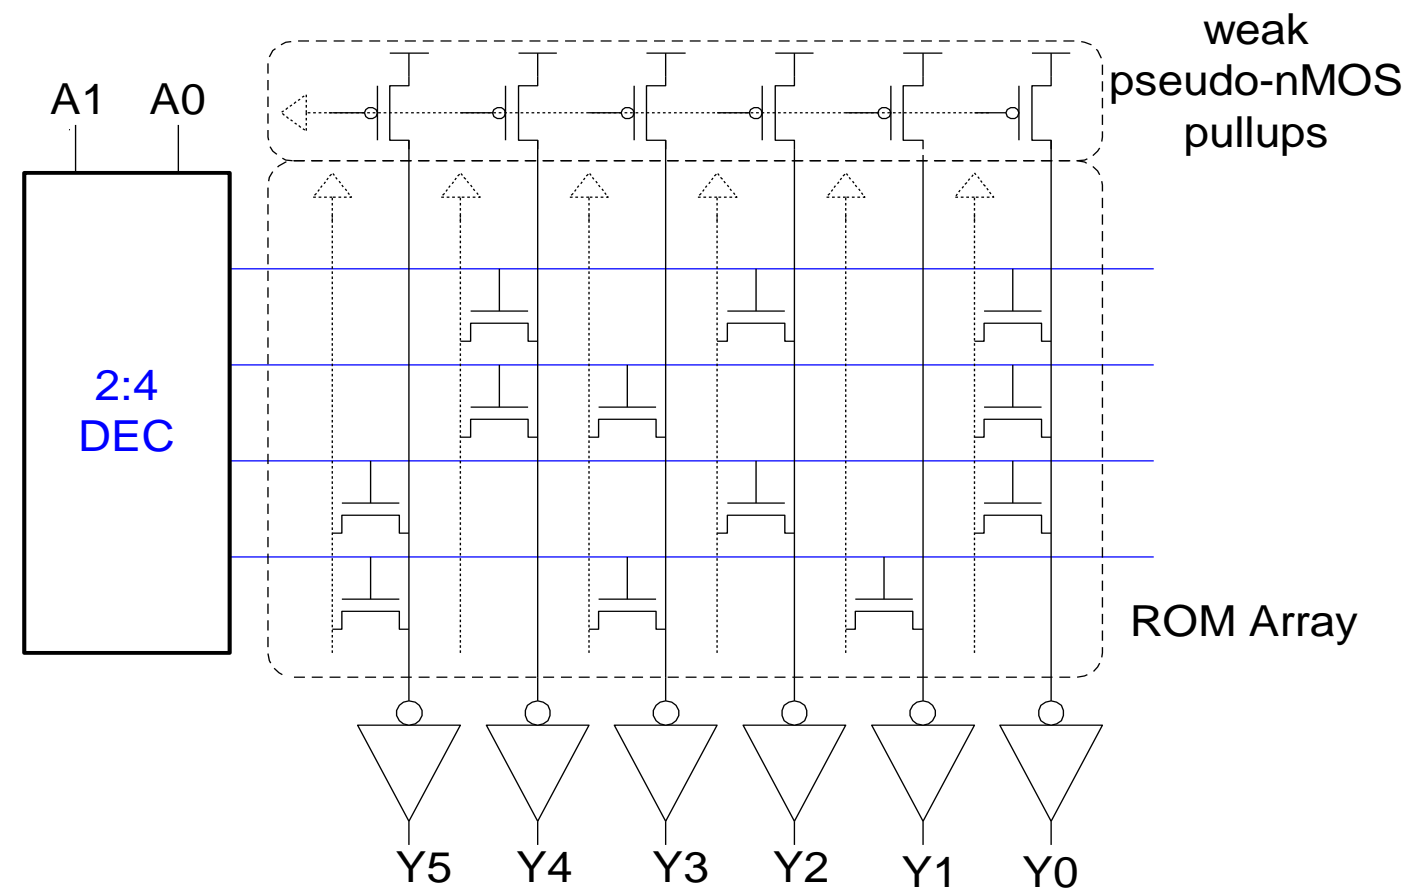 weak
pseudo-nMOS
pullups
A1 A0
2:4
DEC
ROM Array
Y5 Y4 Y3 Y2 Y1 Y0